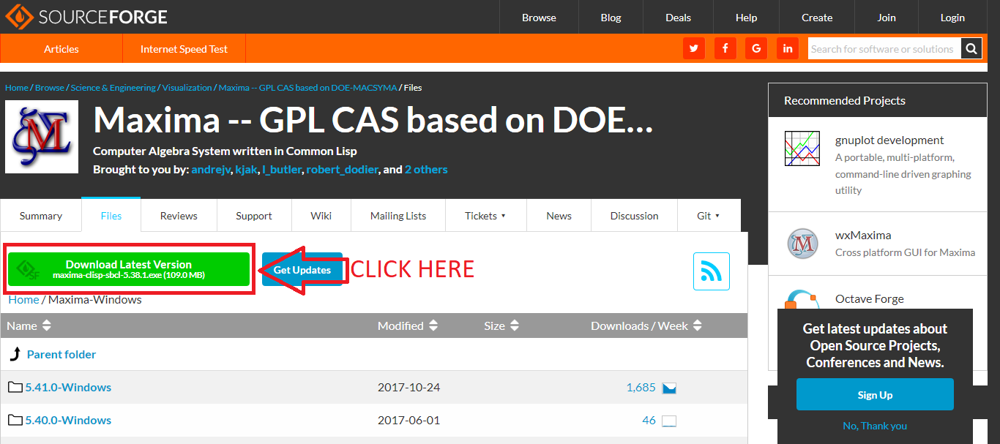 SOURCEFORGE
Browse
Blog
Deals
Help
Create
Join
Login
Articles
Internet Speed Test
Search for software or solutions
Home / Browse / Science & Engineering / Visualization / Maxima -- GPL CAS based on DOE-MACSYMA / Files
Maxima -- GPL CAS based on DOE...
Computer Algebra System written in Common Lisp
Brought to you by: andrejv, kjak, l_butler, robert_dodier, and 2 others
Summary
Files
Reviews
Support
Wiki
Mailing Lists
Tickets
News
Discussion
Git
Download Latest Version
maxima-clisp-sbcl-5.38.1.exe (109.0 MB)
Get Updates
CLICK HERE
Home / Maxima-Windows
Name
Modified
Size
Downloads / Week
Parent folder
5.41.0-Windows
2017-10-24
1,685
5.40.0-Windows
2017-06-01
46
Recommended Projects
gnuplot development
A portable, multi-platform,
command-line driven graphing
utility
wxMaxima
Cross platform GUI for Maxima
Octave Forge
Get latest updates about
Open Source Projects,
Conferences and News.
Sign Up
No, Thank you